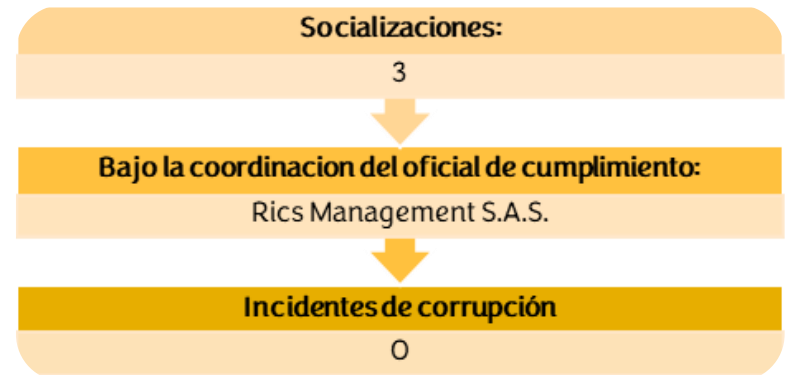 Socializaciones:
3
Bajo la coordinacion del oficial de cumplimiento:
Rics Management S.A.S.
Incidentes de corrupción
0